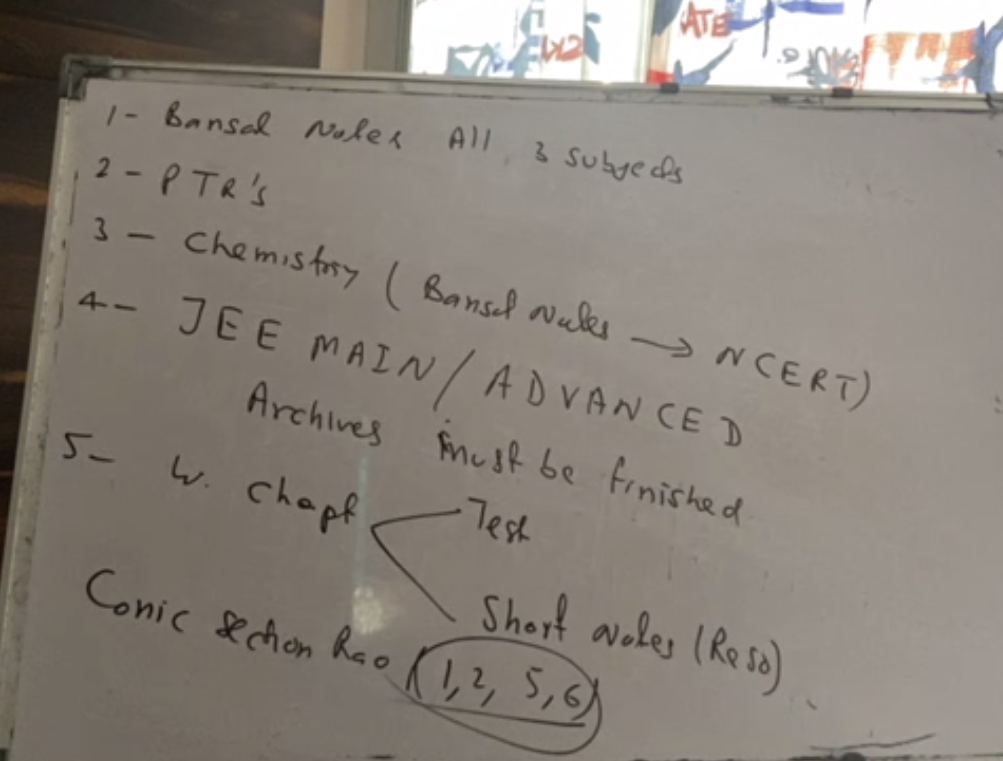 ATE
1- Bansal Notes All 3 subjects
2 - PTR's
3 - Chemistry ( Bansal Notes → NCERT)
4- JEE MAIN/ADVANCED
Archives must be finished
5- W. Chapt
Test
Short Notes (Reso)
Conic Section Rao (1,2, 5,6)